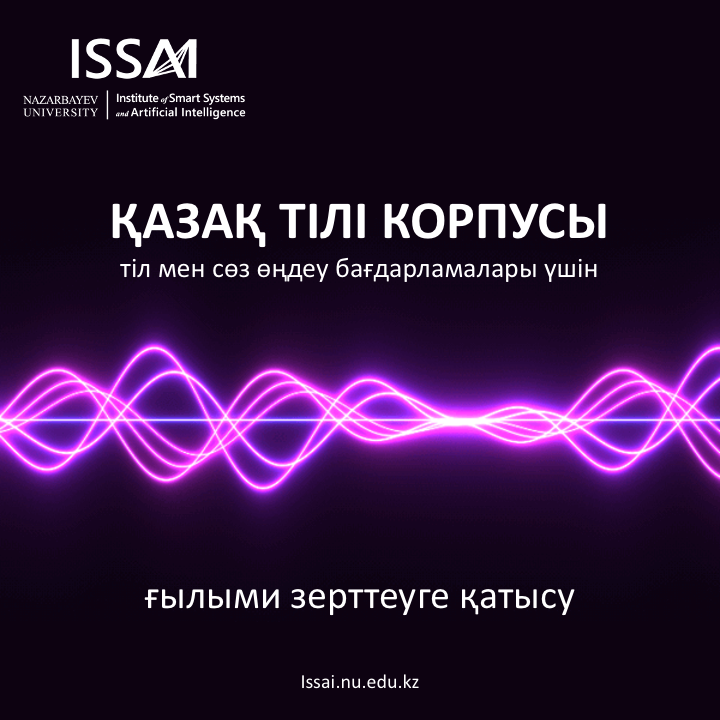 ISSAI
NAZARBAYEV
UNIVERSITY
Institute of Smart Systems
and Artificial Intelligence
ҚАЗАҚ ТІЛІ КОРПУСЫ
тіл мен сөз өңдеу бағдарламалары үшін
ғылыми зерттеуге қатысу
Issai.nu.edu.kz